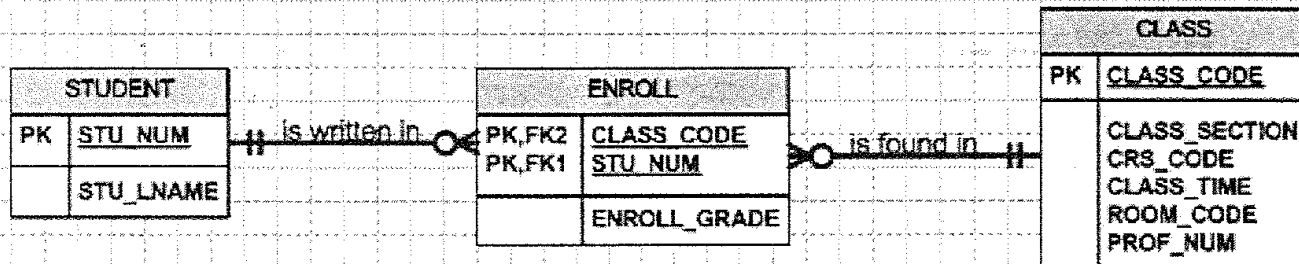 STUDENT
PK STU_NUM
STU_LNAME
is written in
ENROLL
PK,FK2 CLASS_CODE
PK,FK1 STU_NUM
ENROLL_GRADE
is found in
CLASS
PK CLASS_CODE
CLASS_SECTION
CRS_CODE
CLASS_TIME
ROOM_CODE
PROF_NUM